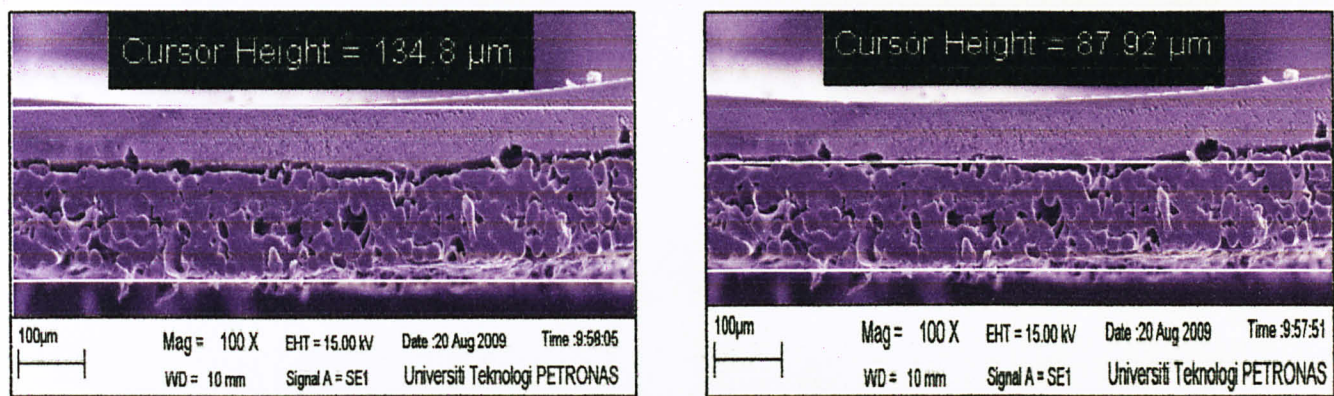 Cursor Height = 134.8 µm
100µm
Mag = 100 X EHT = 15.00 kV Date :20 Aug 2009 Time :9:58:05
WD = 10 mm Signal A = SE1 Universiti Teknologi PETRONAS
Cursor Height = 87.92 µm
100µm
Mag = 100 X EHT = 15.00 kV Date :20 Aug 2009 Time :9:57:51
WD = 10 mm Signal A = SE1 Universiti Teknologi PETRONAS